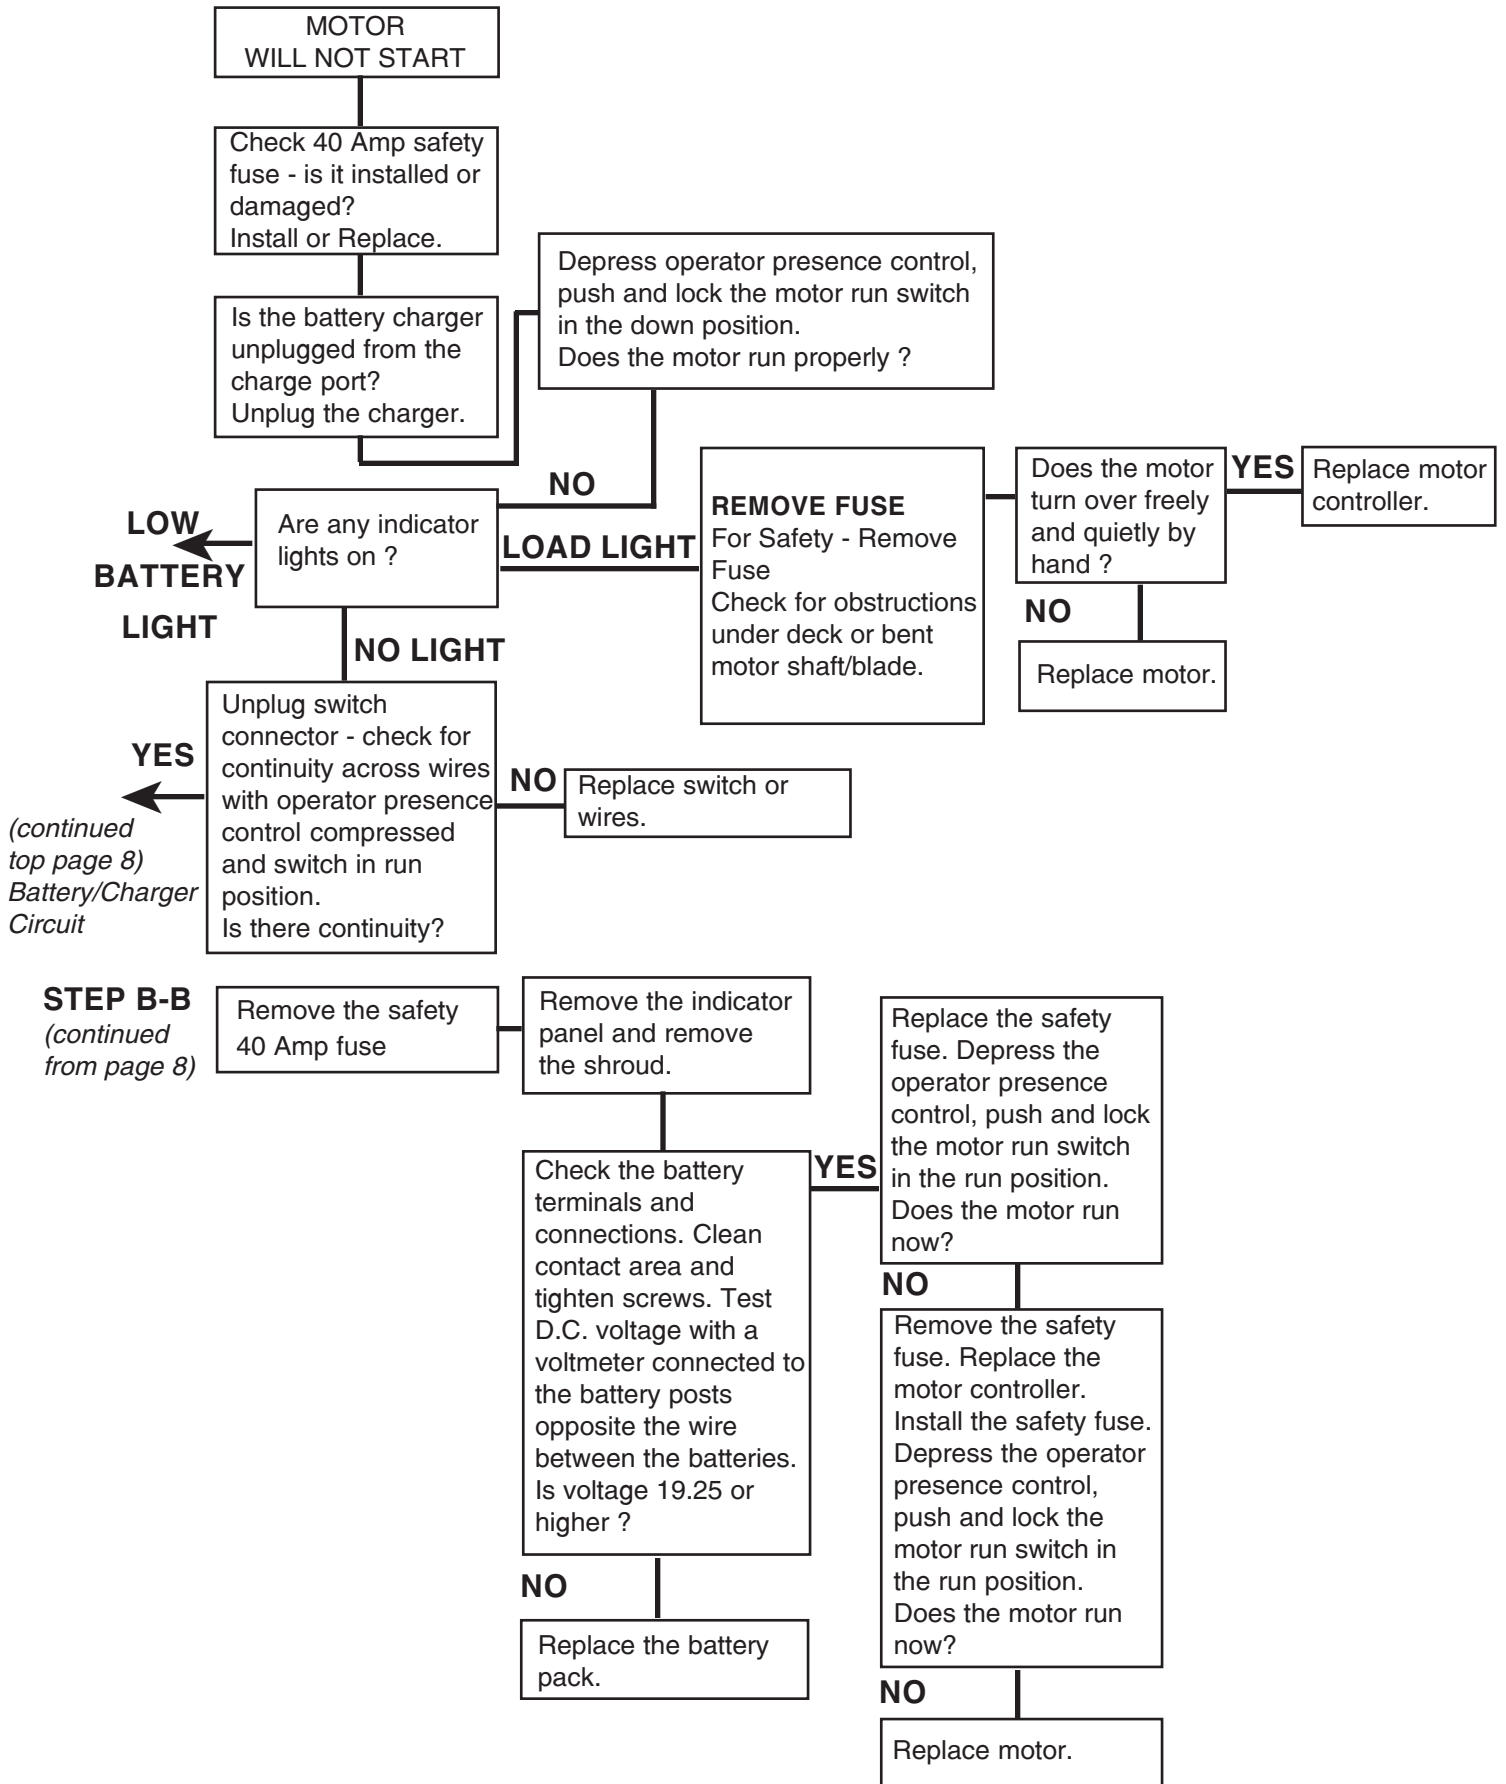 MOTOR
WILL NOT START
Check 40 Amp safety
fuse - is it installed or
damaged?
Install or Replace.
Is the battery charger
unplugged from the
charge port?
Unplug the charger.
Depress operator presence control,
push and lock the motor run switch
in the down position.
Does the motor run properly ?
NO
Are any indicator
lights on ?
LOW
BATTERY
LIGHT
LOAD LIGHT
REMOVE FUSE
For Safety - Remove
Fuse
Check for obstructions
under deck or bent
motor shaft/blade.
Does the motor
turn over freely
and quietly by
hand ?
YES
Replace motor
controller.
NO
Replace motor.
NO LIGHT
Unplug switch
connector - check for
continuity across wires
with operator presence
control compressed
and switch in run
position.
Is there continuity?
YES
(continued
top page 8)
Battery/Charger
Circuit
NO
Replace switch or
wires.
STEP B-B
(continued
from page 8)
Remove the safety
40 Amp fuse
Remove the indicator
panel and remove
the shroud.
Check the battery
terminals and
connections. Clean
contact area and
tighten screws. Test
D.C. voltage with a
voltmeter connected to
the battery posts
opposite the wire
between the batteries.
Is voltage 19.25 or
higher ?
YES
Replace the safety
fuse. Depress the
operator presence
control, push and lock
the motor run switch
in the run position.
Does the motor run
now?
NO
Remove the safety
fuse. Replace the
motor controller.
Install the safety fuse.
Depress the operator
presence control,
push and lock the
motor run switch in
the run position.
Does the motor run
now?
NO
Replace the battery
pack.
NO
Replace motor.